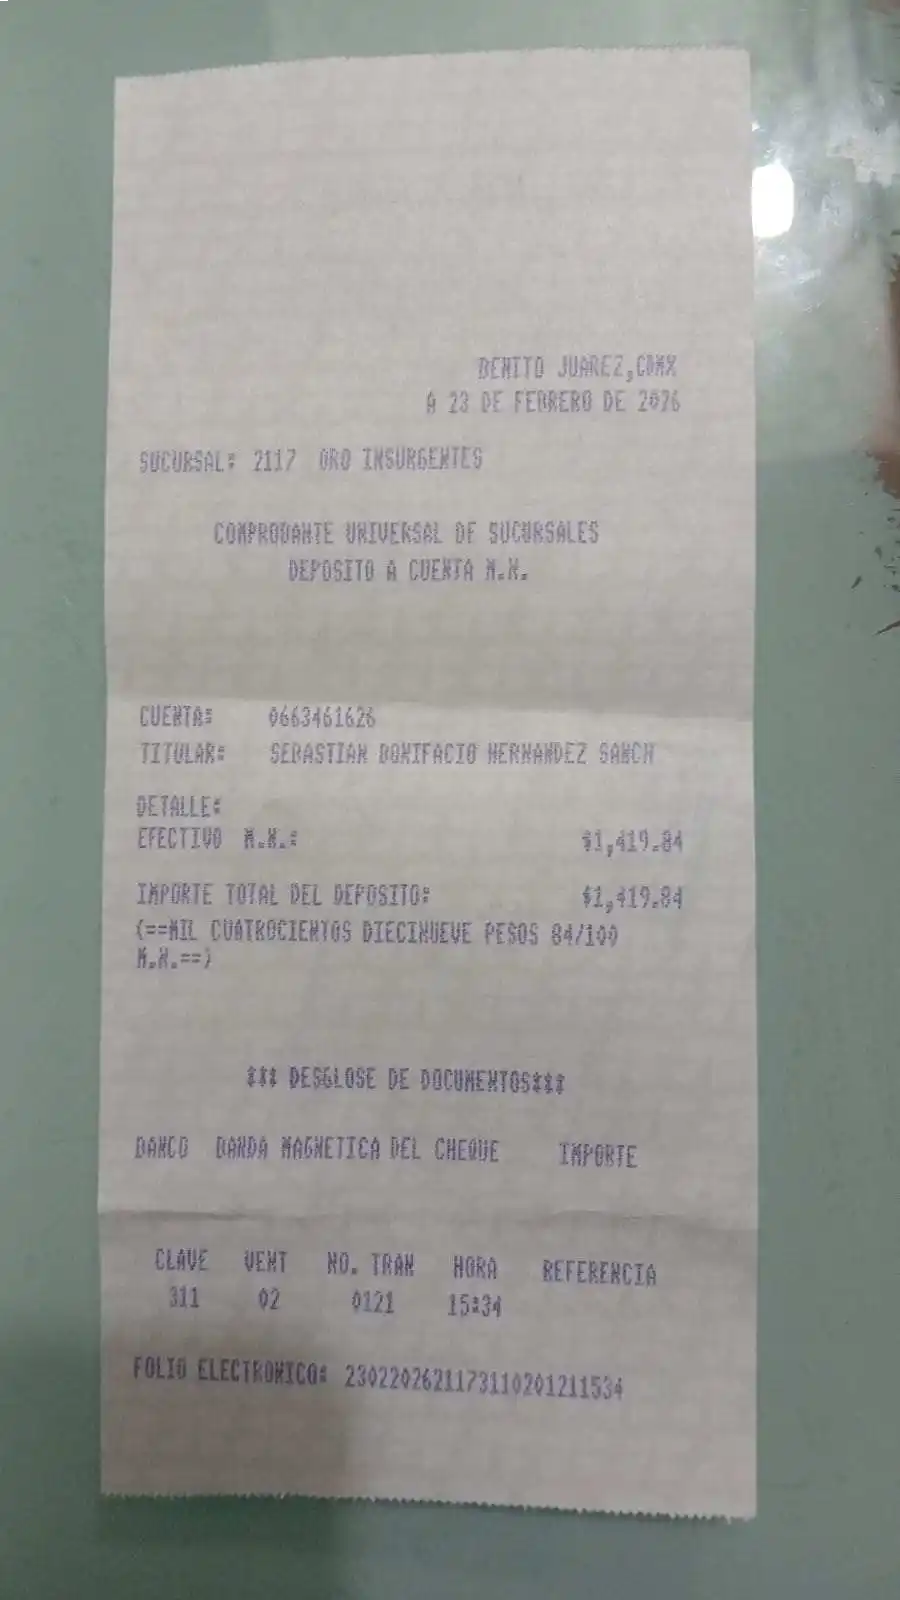 BENITO JUAREZ,CDMX
A 23 DE FEBRERO DE 2026
SUCURSAL: 2117 ORO INSURGENTES
COMPROBANTE UNIVERSAL DE SUCURSALES
DEPOSITO A CUENTA M.N.
CUENTA: 0663461626
TITULAR: SEBASTIAN BONIFACIO HERNANDEZ SANCH
DETALLE:
EFECTIVO M.N.: $1,419.84
IMPORTE TOTAL DEL DEPOSITO: $1,419.84
(==MIL CUATROCIENTOS DIECINUEVE PESOS 84/100
M.N.==)
*** DESGLOSE DE DOCUMENTOS***
BANCO BANDA MAGNETICA DEL CHEQUE IMPORTE
CLAVE VENT NO. TRAN HORA REFERENCIA
311 02 0121 15:34
FOLIO ELECTRONICO: 2302202621173110201211534